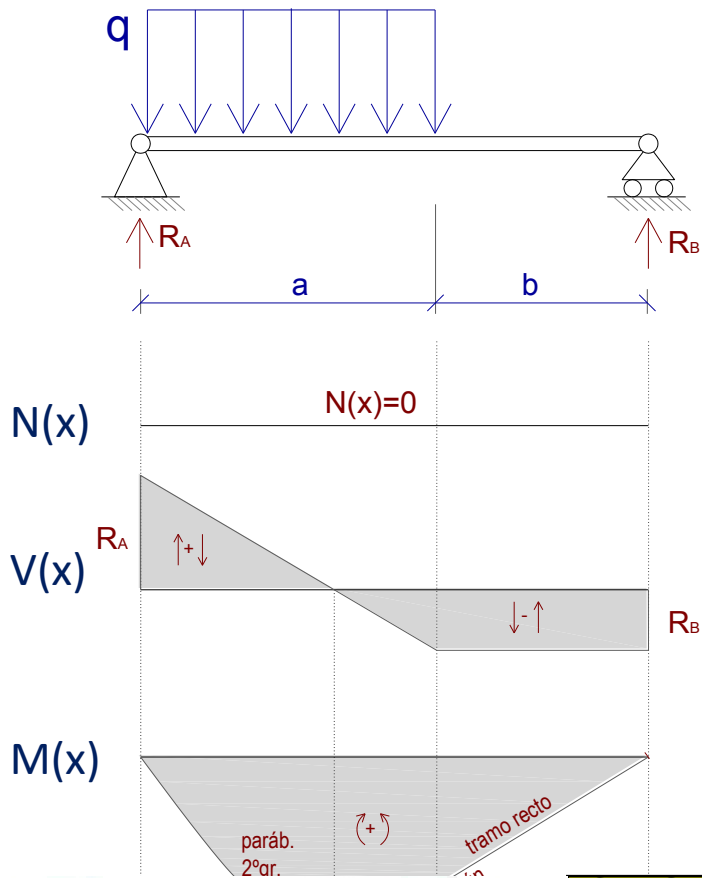 q
RA
RB
a
b
N(x)
N(x)=0
RA
+
V(x)
-
RB
M(x)
(+)
paráb.
2ºgr.
tramo recto